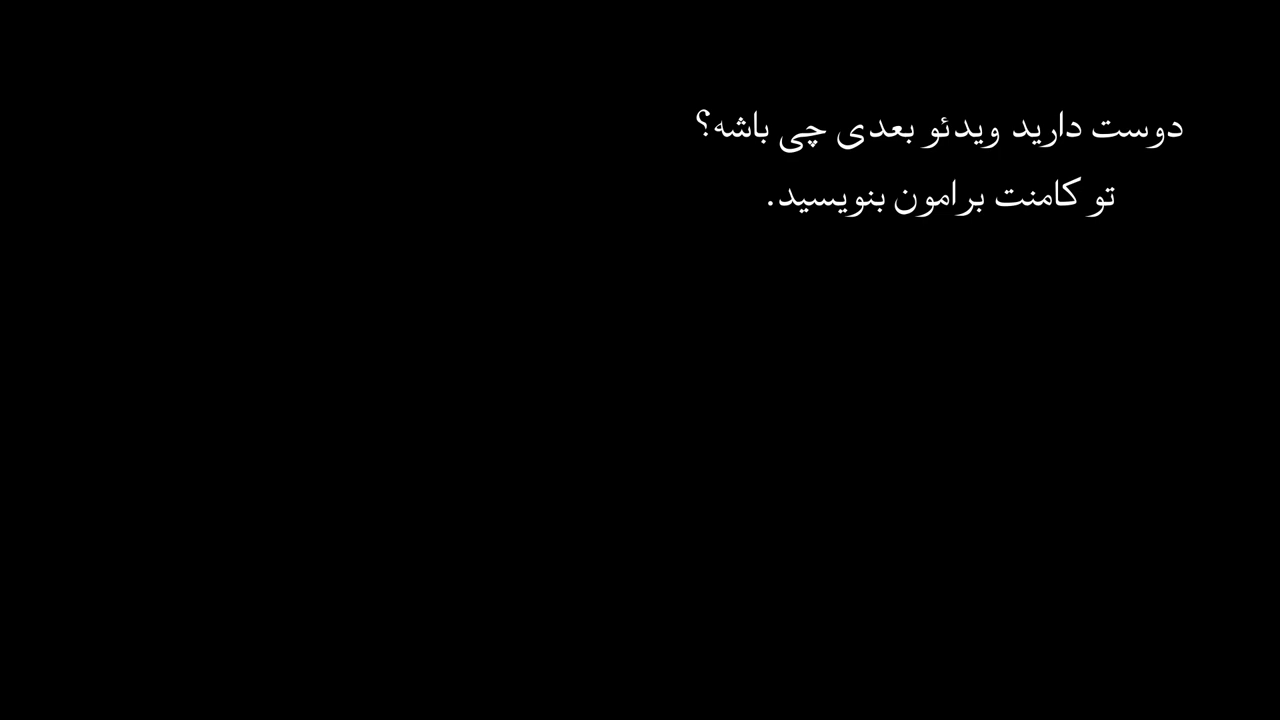 دوست دارید ویدئو بعدی چی باشه؟
تو کامنت برامون بنویسید.